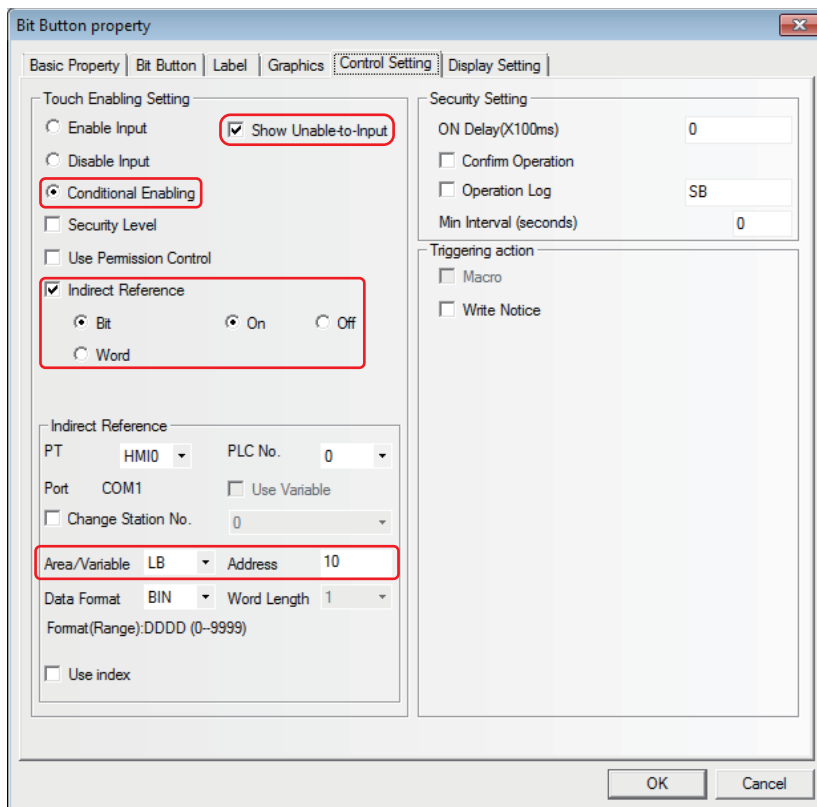 Bit Button property
Basic Property Bit Button Label Graphics Control Setting Display Setting
Touch Enabling Setting
Enable Input Show Unable-to-Input
Disable Input
Conditional Enabling
Security Level
Use Permission Control
Indirect Reference
Bit On Off
Word
Indirect Reference
PT HMI0 PLC No. 0
Port COM1 Use Variable
Change Station No. 0
Area/Variable LB Address 10
Data Format BIN Word Length 1
Format(Range):DDDD (0--9999)
Use index
Security Setting
ON Delay(X100ms) 0
Confirm Operation
Operation Log SB
Min Interval (seconds) 0
Triggering action
Macro
Write Notice
OK Cancel